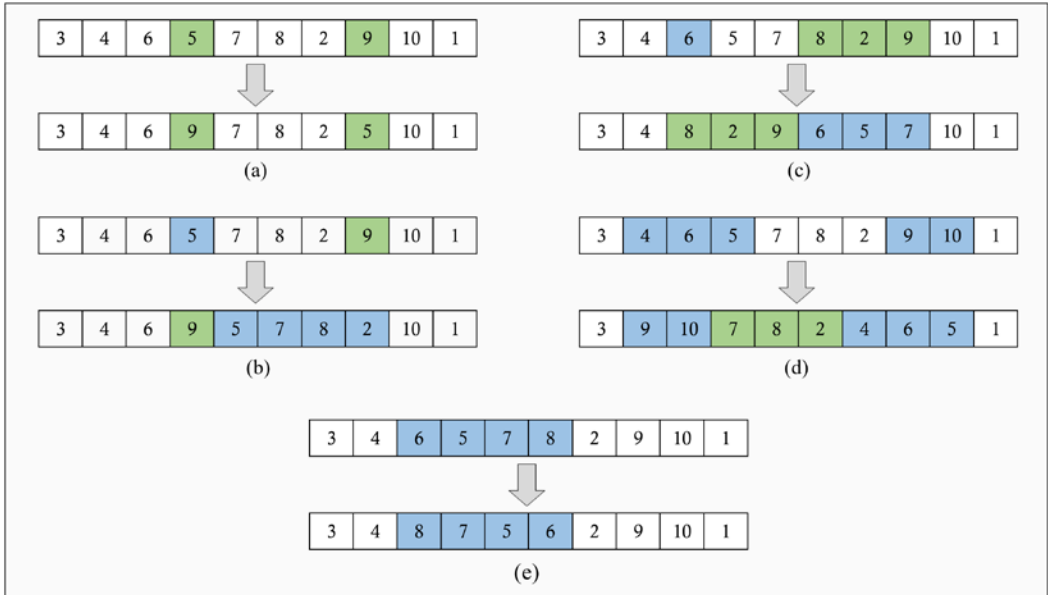 3 4 6 5 7 8 2 9 10 1
3 4 6 9 7 8 2 5 10 1
(a)
3 4 6 5 7 8 2 9 10 1
3 4 8 2 9 6 5 7 10 1
(c)
3 4 6 5 7 8 2 9 10 1
3 4 6 9 5 7 8 2 10 1
(b)
3 4 6 5 7 8 2 9 10 1
3 9 10 7 8 2 4 6 5 1
(d)
3 4 6 5 7 8 2 9 10 1
3 4 8 7 5 6 2 9 10 1
(e)